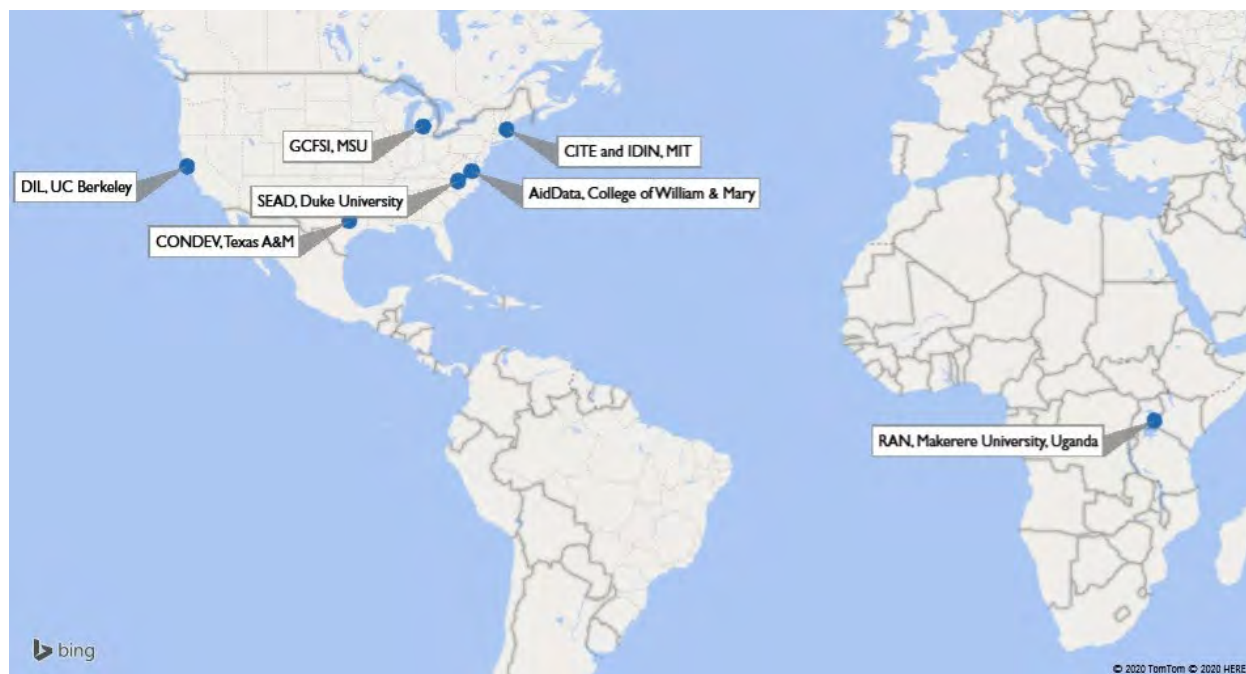 GCFSI, MSU
CITE and IDIN, MIT
DIL, UC Berkeley
SEAD, Duke University
AidData, College of William & Mary
CONDEV, Texas A&M
RAN, Makerere University, Uganda
bing
© 2020 TomTom © 2020 HERE